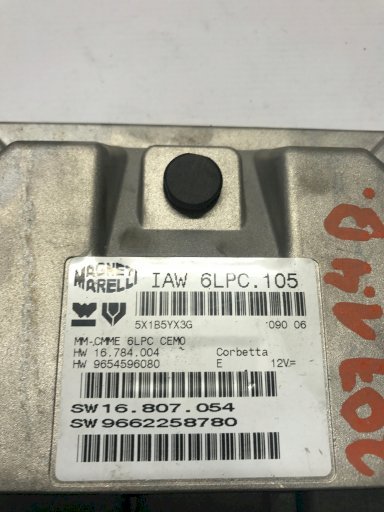 MAGNETI
MARELLI
IAW 6LPC.105
5X1B5YX3G
090 06
MM-CMME 6LPC CEMO
HW 16.784.004 Corbetta
HW 9654596080 E 12V=
SW16.807.054
SW9662258780
207 1.4 B.